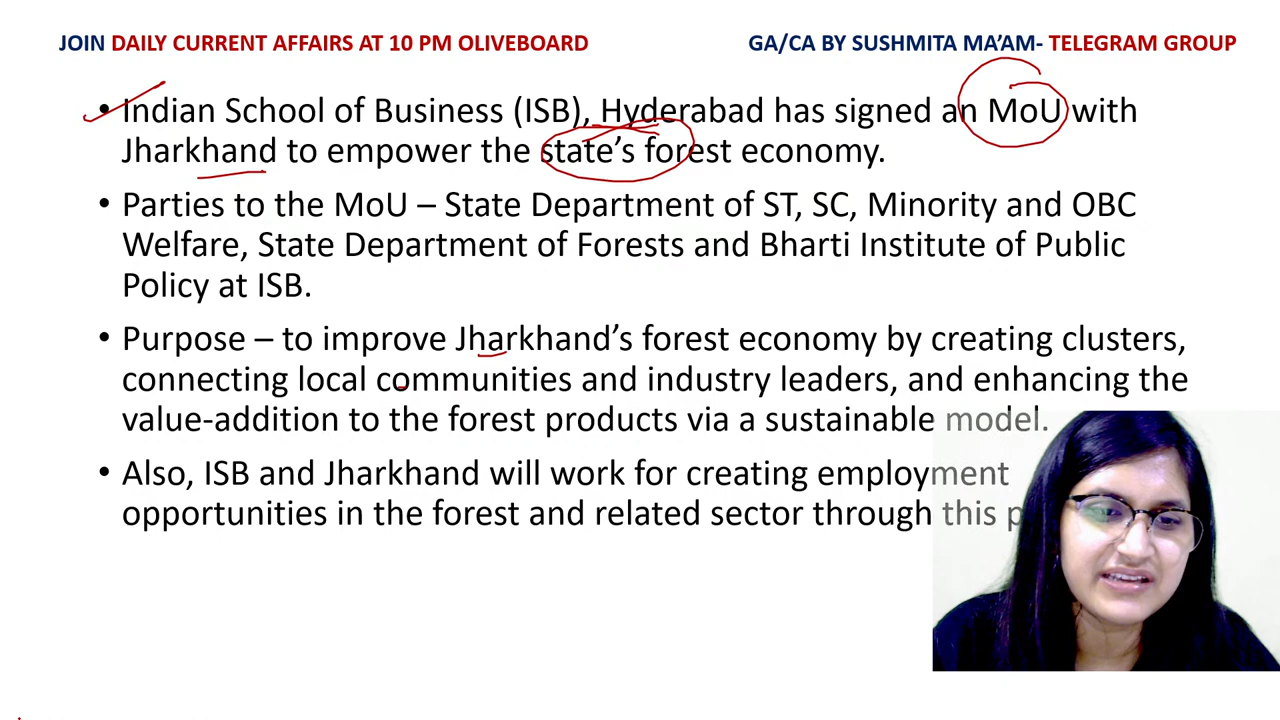 JOIN DAILY CURRENT AFFAIRS AT 10 PM OLIVEBOARD
GA/CA BY SUSHMITA MA’AM- TELEGRAM GROUP
• Indian School of Business (ISB), Hyderabad has signed an MoU with
Jharkhand to empower the state’s forest economy.
• Parties to the MoU – State Department of ST, SC, Minority and OBC
Welfare, State Department of Forests and Bharti Institute of Public
Policy at ISB.
• Purpose – to improve Jharkhand’s forest economy by creating clusters,
connecting local communities and industry leaders, and enhancing the
value-addition to the forest products via a sustainable model.
• Also, ISB and Jharkhand will work for creating employment
opportunities in the forest and related sector through this